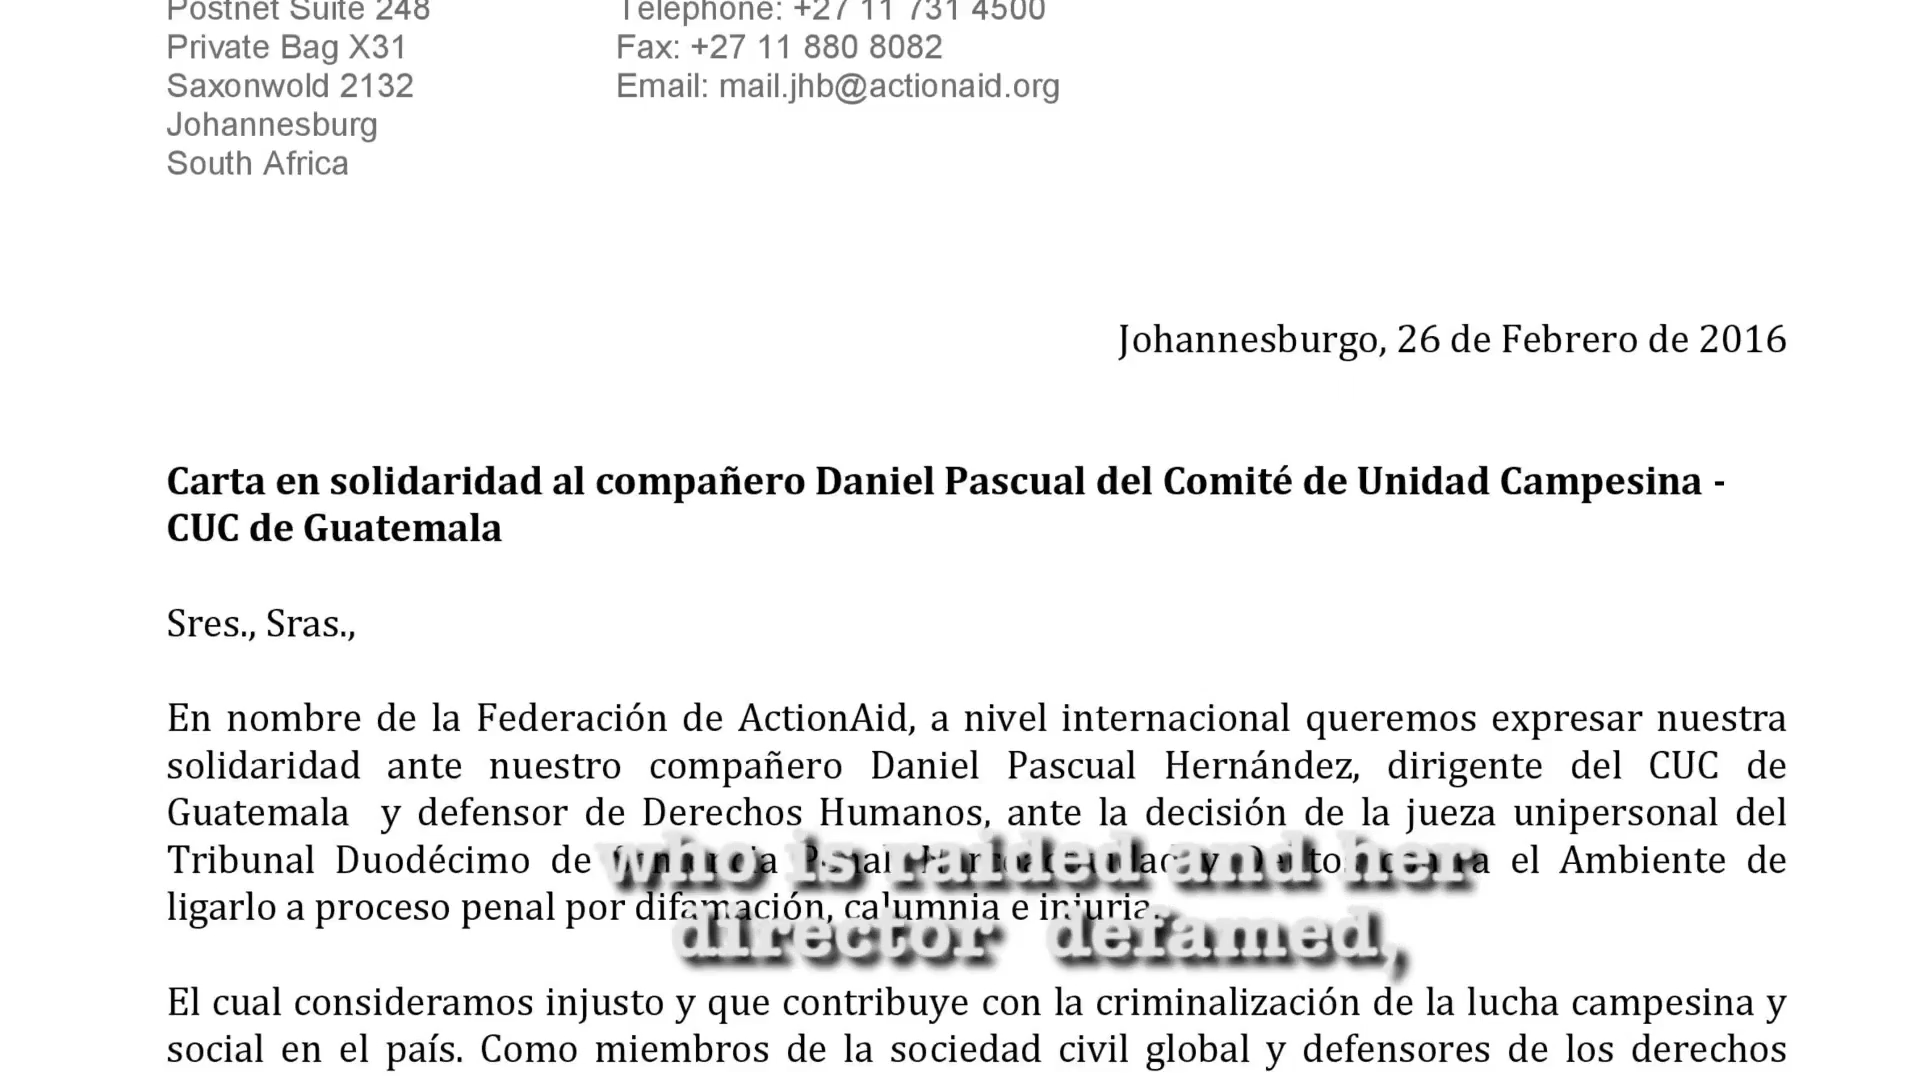 Postnet Suite 248
Private Bag X31
Saxonwold 2132
Johannesburg
South Africa
Telephone: +27 11 731 4500
Fax: +27 11 880 8082
Email: mail.jhb@actionaid.org
Johannesburgo, 26 de Febrero de 2016
Carta en solidaridad al compañero Daniel Pascual del Comité de Unidad Campesina -
CUC de Guatemala
Sres., Sras.,
En nombre de la Federación de ActionAid, a nivel internacional queremos expresar nuestra
solidaridad ante nuestro compañero Daniel Pascual Hernández, dirigente del CUC de
Guatemala y defensor de Derechos Humanos, ante la decisión de la jueza unipersonal del
Tribunal Duodécimo de Penal y el Ambiente de
ligarlo a proceso penal por difamación, calumnia e injuria.
El cual consideramos injusto y que contribuye con la criminalización de la lucha campesina y
social en el país. Como miembros de la sociedad civil global y defensores de los derechos
who is raided and her
director defamed,